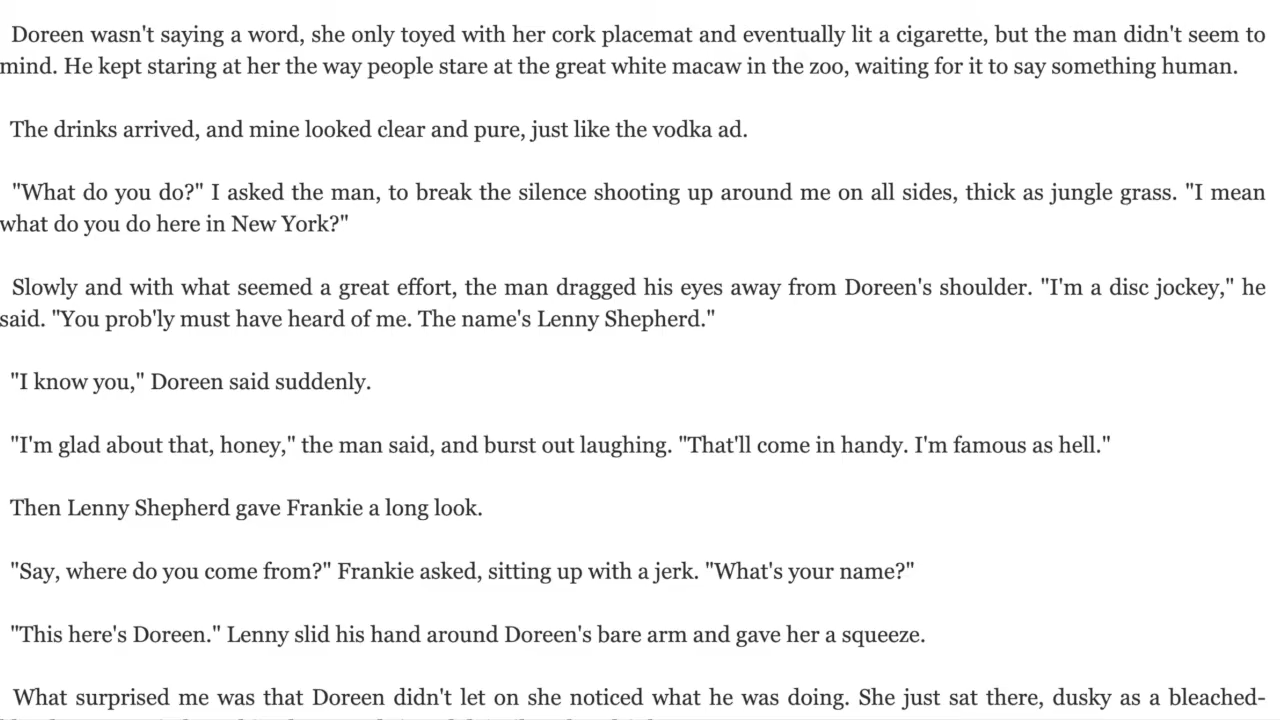 Doreen wasn't saying a word, she only toyed with her cork placemat and eventually lit a cigarette, but the man didn't seem to
mind. He kept staring at her the way people stare at the great white macaw in the zoo, waiting for it to say something human.
The drinks arrived, and mine looked clear and pure, just like the vodka ad.
"What do you do?" I asked the man, to break the silence shooting up around me on all sides, thick as jungle grass. "I mean
what do you do here in New York?"
Slowly and with what seemed a great effort, the man dragged his eyes away from Doreen's shoulder. "I'm a disc jockey," he
said. "You prob'ly must have heard of me. The name's Lenny Shepherd."
"I know you," Doreen said suddenly.
"I'm glad about that, honey," the man said, and burst out laughing. "That'll come in handy. I'm famous as hell."
Then Lenny Shepherd gave Frankie a long look.
"Say, where do you come from?" Frankie asked, sitting up with a jerk. "What's your name?"
"This here's Doreen." Lenny slid his hand around Doreen's bare arm and gave her a squeeze.
What surprised me was that Doreen didn't let on she noticed what he was doing. She just sat there, dusky as a bleached-